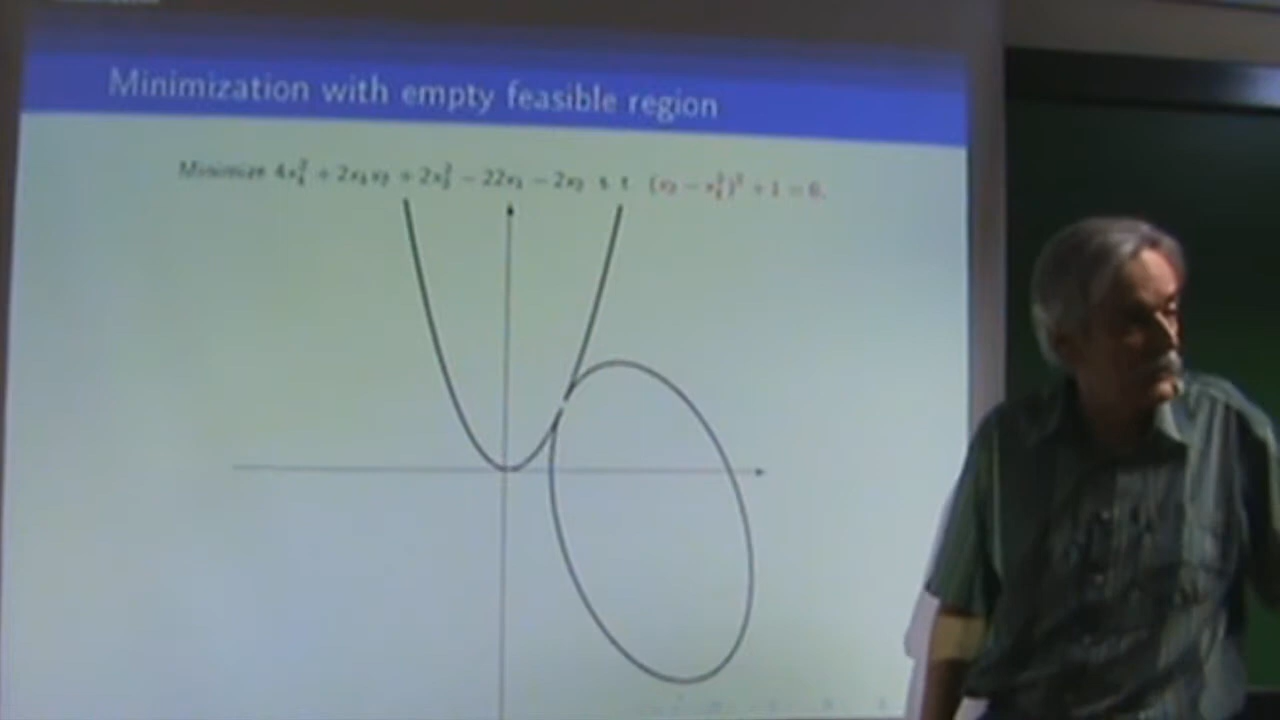 Minimization with empty feasible region
Minimize 4x₁² + 2x₁x₂ + 2x₂² − 22x₁ − 2x₂ s.t. (x₂ − x₁²)² + 1 = 0.